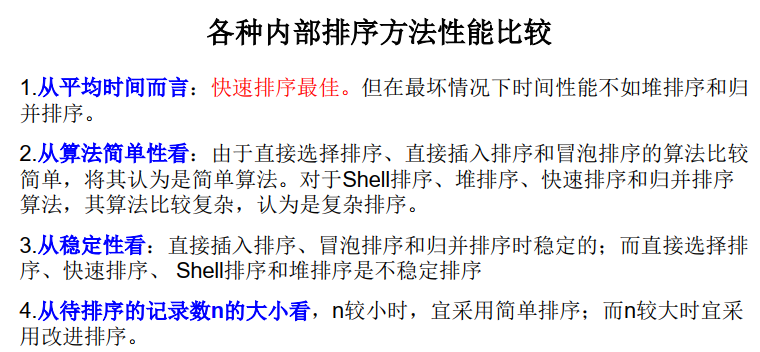 各种内部排序方法性能比较
1.从平均时间而言：快速排序最佳。但在最坏情况下时间性能不如堆排序和归
并排序。
2.从算法简单性看：由于直接选择排序、直接插入排序和冒泡排序的算法比较
简单，将其认为是简单算法。对于Shell排序、堆排序、快速排序和归并排序
算法，其算法比较复杂，认为是复杂排序。
3.从稳定性看：直接插入排序、冒泡排序和归并排序时稳定的；而直接选择排
序、快速排序、 Shell排序和堆排序是不稳定排序
4.从待排序的记录数n的大小看，n较小时，宜采用简单排序；而n较大时宜采
用改进排序。